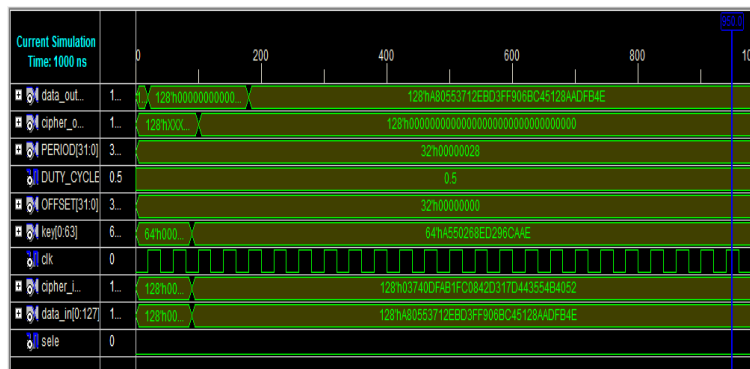 950.0
Current Simulation
Time: 1000 ns
0 200 400 600 800 100
data_out... 1... 128'h00000000000... 128'hA80553712EBD3FF906BC45128AADFB4E
cipher_o... 1... 128'hXXX... 128'h00000000000000000000000000000000
PERIOD[31:0] 3... 32'h00000028
DUTY_CYCLE 0.5 0.5
OFFSET[31:0] 3... 32'h00000000
key[0:63] 6... 64'h000... 64'hA550268ED296CAAE
clk 0
cipher_i... 1... 128'h00... 128'h03740DFAB1FC0842D317D443554B4052
data_in[0:127] 1... 128'h00... 128'hA80553712EBD3FF906BC45128AADFB4E
sele 0